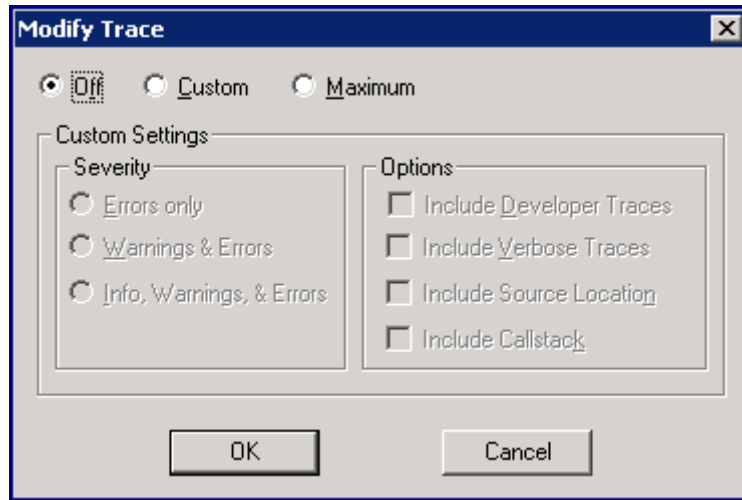 Modify Trace
Off Custom Maximum
Custom Settings
Severity
Errors only
Warnings & Errors
Info, Warnings, & Errors
Options
Include Developer Traces
Include Verbose Traces
Include Source Location
Include Callstack
OK Cancel